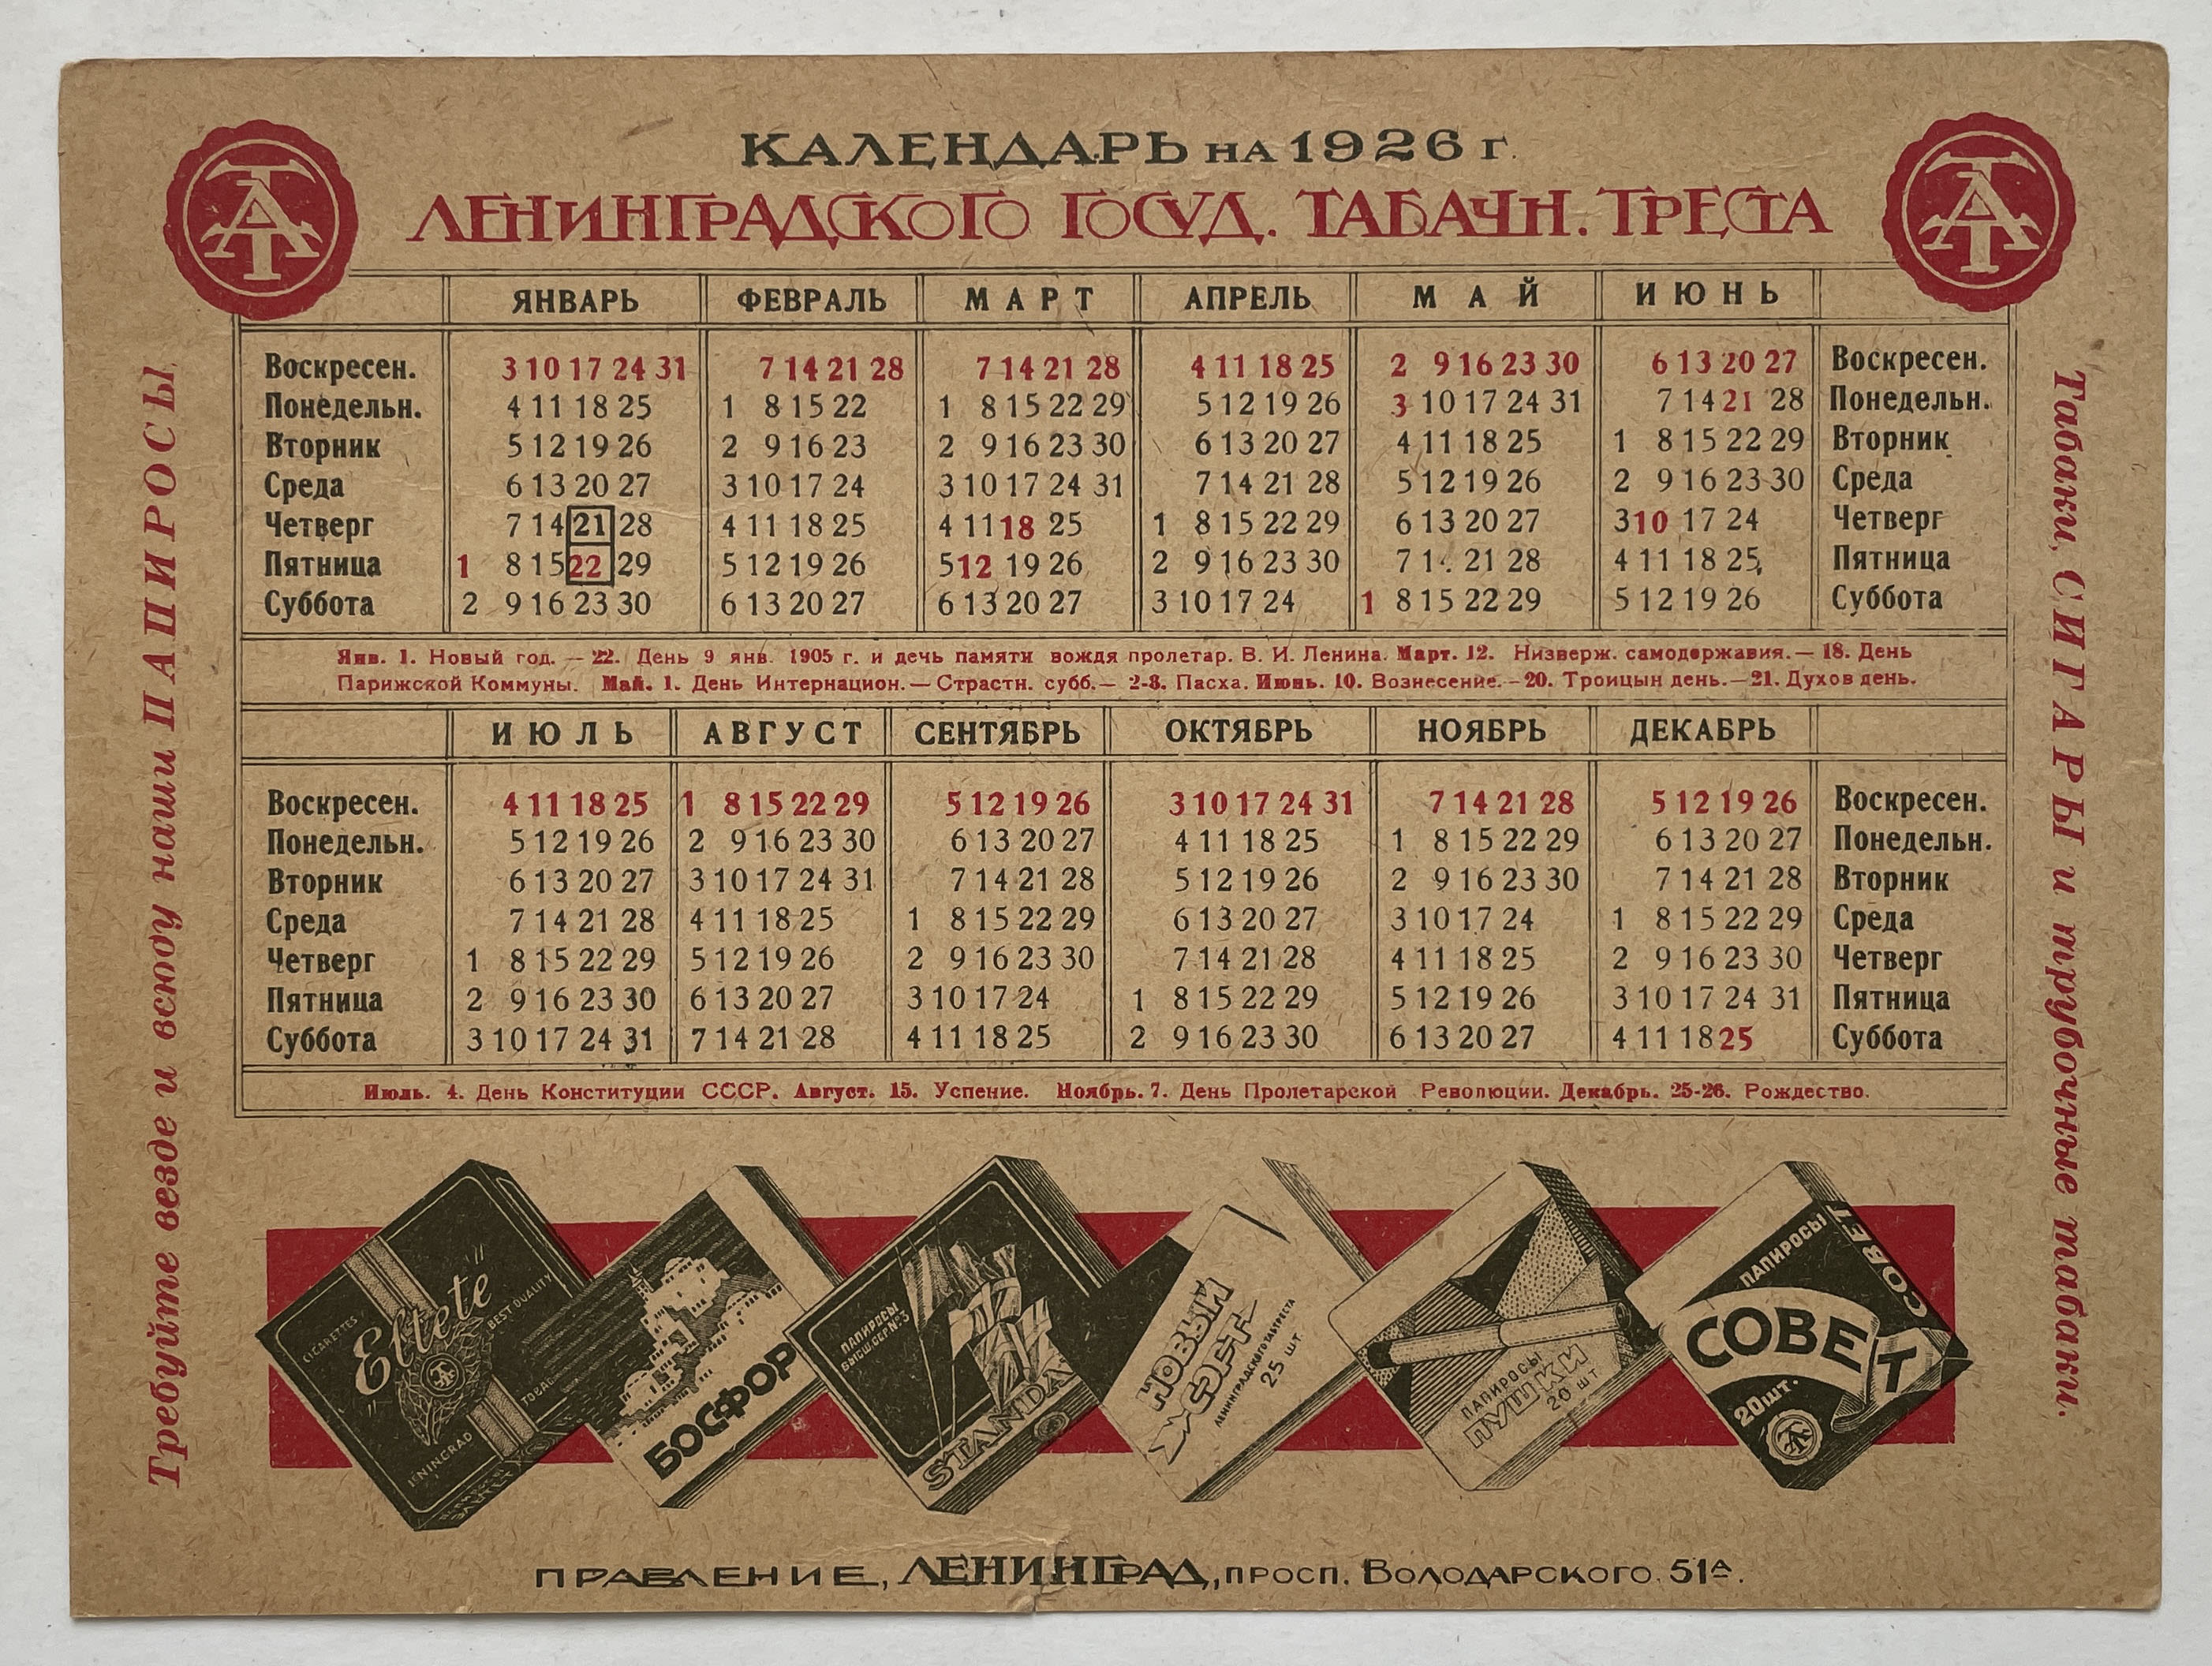 КАЛЕНДАРЬ НА 1926 г.
ЛЕНИНГРАДСКОГО ГОСУД. ТАБАЧН. ТРЕСТА
Требуйте везде и всюду наши ПАПИРОСЫ
ЯНВАРЬ ФЕВРАЛЬ МАРТ АПРЕЛЬ МАЙ ИЮНЬ
Воскресен. 3 10 17 24 31 7 14 21 28 7 14 21 28 4 11 18 25 2 9 16 23 30 6 13 20 27 Воскресен.
Понедельн. 4 11 18 25 1 8 15 22 1 8 15 22 29 5 12 19 26 3 10 17 24 31 7 14 21 28 Понедельн.
Вторник 5 12 19 26 2 9 16 23 2 9 16 23 30 6 13 20 27 4 11 18 25 1 8 15 22 29 Вторник
Среда 6 13 20 27 3 10 17 24 3 10 17 24 31 7 14 21 28 5 12 19 26 2 9 16 23 30 Среда
Четверг 7 14 21 28 4 11 18 25 4 11 18 25 1 8 15 22 29 6 13 20 27 3 10 17 24 Четверг
Пятница 1 8 15 22 29 5 12 19 26 5 12 19 26 2 9 16 23 30 7 1. 21 28 4 11 18 25 Пятница
Суббота 2 9 16 23 30 6 13 20 27 6 13 20 27 3 10 17 24 1 8 15 22 29 5 12 19 26 Суббота
Янв. 1. Новый год. — 22. День 9 янв. 1905 г. и дечь памяти вождя пролетар. В. И. Ленина. Март. 12. Низверж. самодержавия. — 18. День
Парижской Коммуны. Май. 1. День Интернацион. — Страстн. субб. — 2-3. Пасха. Июнь. 10. Вознесение. — 20. Троицын день. — 21. Духов день.
ИЮЛЬ АВГУСТ СЕНТЯБРЬ ОКТЯБРЬ НОЯБРЬ ДЕКАБРЬ
Воскресен. 4 11 18 25 1 8 15 22 29 5 12 19 26 3 10 17 24 31 7 14 21 28 5 12 19 26 Воскресен.
Понедельн. 5 12 19 26 2 9 16 23 30 6 13 20 27 4 11 18 25 1 8 15 22 29 6 13 20 27 Понедельн.
Вторник 6 13 20 27 3 10 17 24 31 7 14 21 28 5 12 19 26 2 9 16 23 30 7 14 21 28 Вторник
Среда 7 14 21 28 4 11 18 25 1 8 15 22 29 6 13 20 27 3 10 17 24 1 8 15 22 29 Среда
Четверг 1 8 15 22 29 5 12 19 26 2 9 16 23 30 7 14 21 28 4 11 18 25 2 9 16 23 30 Четверг
Пятница 2 9 16 23 30 6 13 20 27 3 10 17 24 1 8 15 22 29 5 12 19 26 3 10 17 24 31 Пятница
Суббота 3 10 17 24 31 7 14 21 28 4 11 18 25 2 9 16 23 30 6 13 20 27 4 11 18 25 Суббота
Июль. 4. День Конституции СССР. Август. 15. Успение. Ноябрь. 7. День Пролетарской Революции. Декабрь. 25-26. Рождество.
Табаки, СИГАРЫ и трубочные табаки.
CIGARETTES
"Eltete"
BEST QUALITY
LENINGRAD
БОСФОР
ПАПИРОСЫ
ВЫСШ. СОРТ №3
STANDA
НОВЫЙ
СОРТ
ЛЕНИНГРАДСКОГО ТАБТРЕСТА
25 ШТ.
ПАПИРОСЫ
ПУШКИ
20 ШТ
ПАПИРОСЫ
СОВЕТ
20 шт.
СОВЕТ
ПРАВЛЕНИЕ, ЛЕНИНГРАД, ПРОСП. ВОЛОДАРСКОГО 51А.